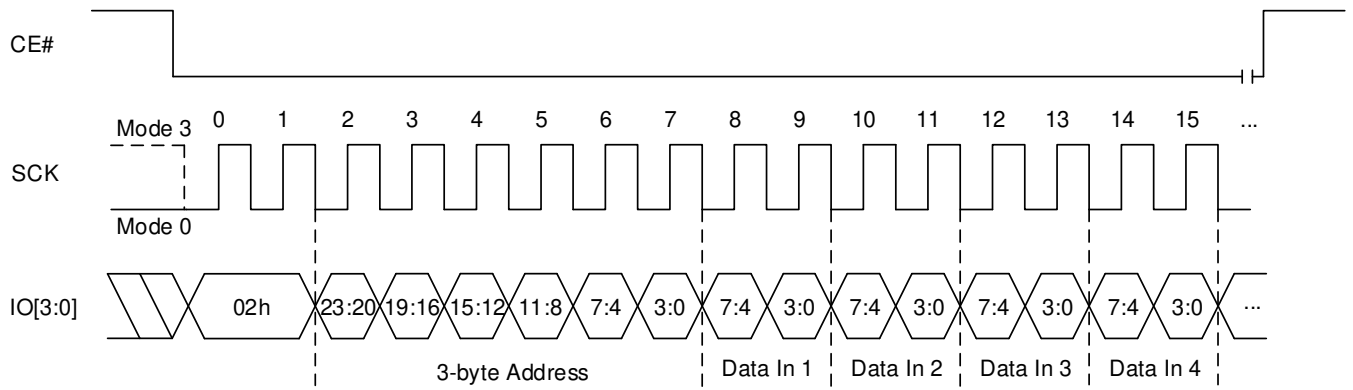 CE#
Mode 3 0 1 2 3 4 5 6 7 8 9 10 11 12 13 14 15 ...
SCK
Mode 0
IO[3:0] 02h 23:20 19:16 15:12 11:8 7:4 3:0 7:4 3:0 7:4 3:0 7:4 3:0 7:4 3:0 ...
3-byte Address Data In 1 Data In 2 Data In 3 Data In 4